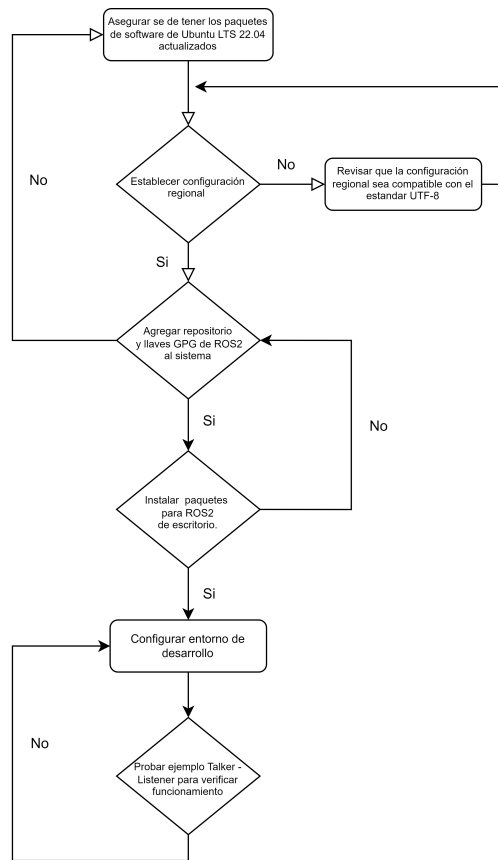 Asegurar se de tener los paquetes
de software de Ubuntu LTS 22.04
actualizados
No
Establecer configuración
regional
No
Revisar que la configuración
regional sea compatible con el
estandar UTF-8
Si
Agregar repositorio
y llaves GPG de ROS2
al sistema
Si
No
Instalar paquetes
para ROS2
de escritorio.
Si
Configurar entorno de
desarrollo
No
Probar ejemplo Talker -
Listener para verificar
funcionamiento